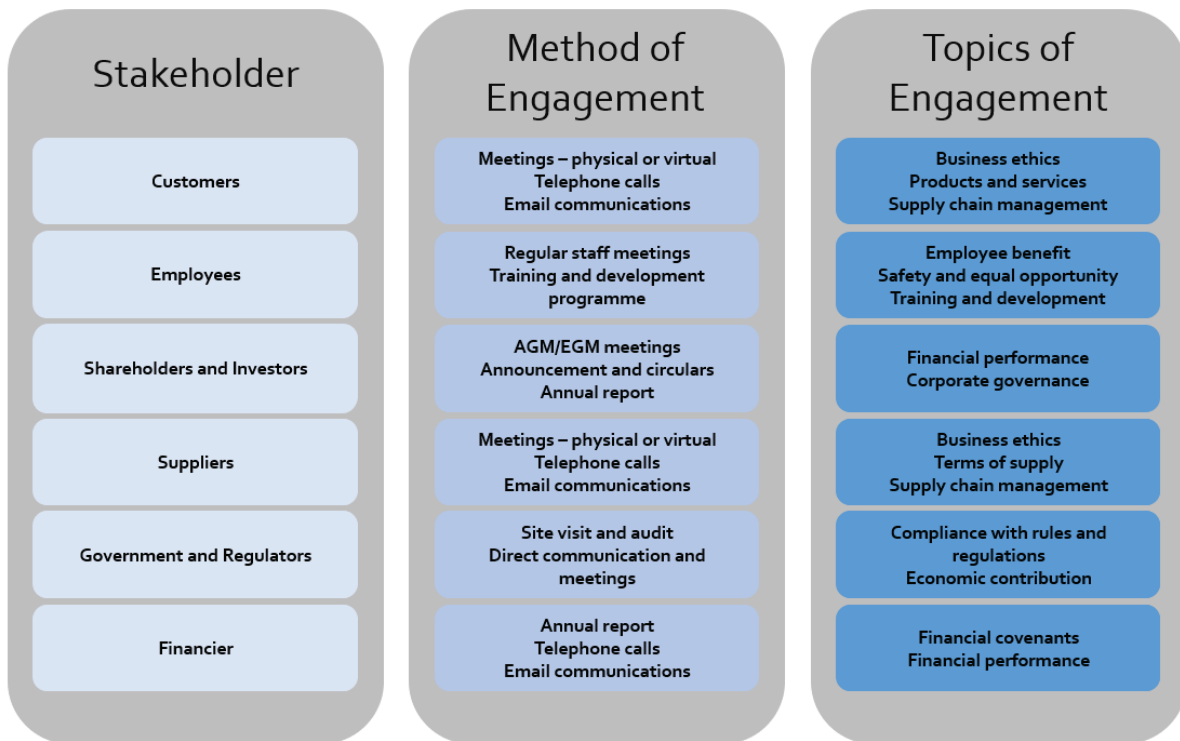 Stakeholder
Method of
Engagement
Topics of
Engagement
Customers
Meetings – physical or virtual
Telephone calls
Email communications
Business ethics
Products and services
Supply chain management
Employees
Regular staff meetings
Training and development
programme
Employee benefit
Safety and equal opportunity
Training and development
Shareholders and Investors
AGM/EGM meetings
Announcement and circulars
Annual report
Financial performance
Corporate governance
Suppliers
Meetings – physical or virtual
Telephone calls
Email communications
Business ethics
Terms of supply
Supply chain management
Government and Regulators
Site visit and audit
Direct communication and
meetings
Compliance with rules and
regulations
Economic contribution
Financier
Annual report
Telephone calls
Email communications
Financial covenants
Financial performance